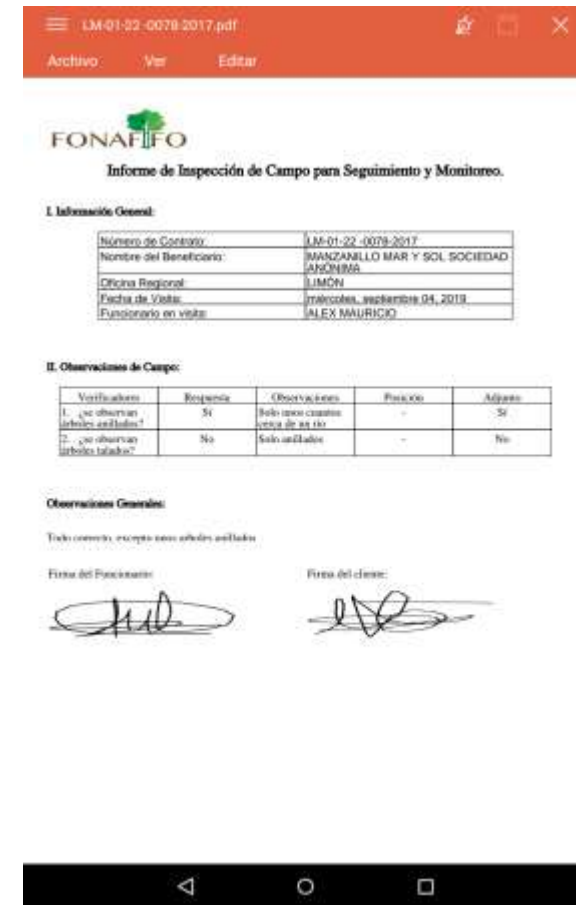 LM-01-22 -0078-2017.pdf
Archivo Ver Editar
FONAFIFO
Informe de Inspección de Campo para Seguimiento y Monitoreo.
I. Información General:
Número de Contrato: LM-01-22 -0078-2017
Nombre del Beneficiario: MANZANILLO MAR Y SOL SOCIEDAD
ANÓNIMA
Oficina Regional: LIMÓN
Fecha de Visita: miércoles, septiembre 04, 2019
Funcionario en visita: ALEX MAURICIO
II. Observaciones de Campo:
Verificadores Respuesta Observaciones Posición Adjunto
1. ¿se observan Sí Solo unos cuantos - Sí
árboles anillados? cerca de un río
2. ¿se observan No Solo anillados - No
árboles talados?
Observaciones Generales:
Todo correcto, excepto unos arboles anillados
Firma del Funcionario: Firma del cliente: